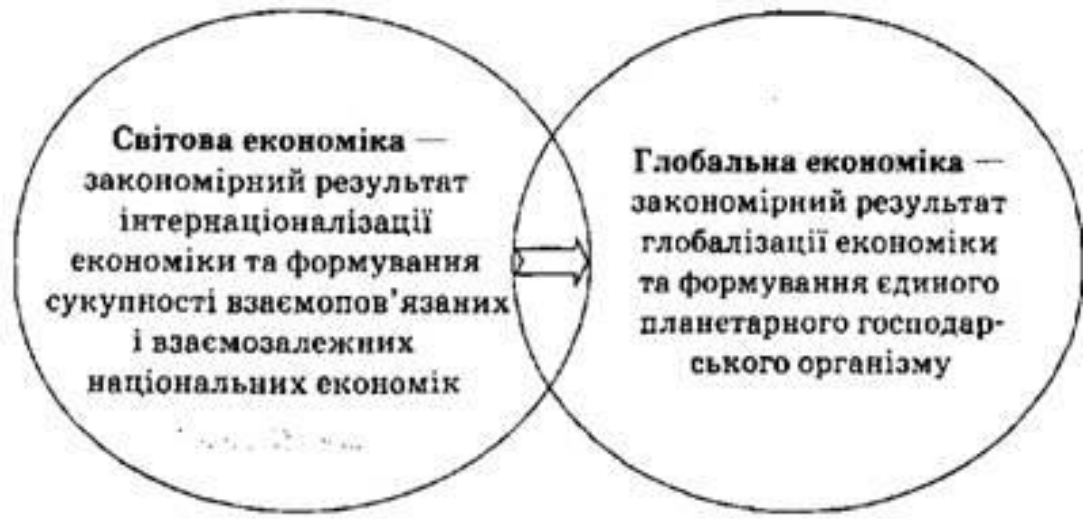 Світова економіка —
закономірний результат
інтернаціоналізації
економіки та формування
сукупності взаємопов’язаних
і взаємозалежних
національних економік
Глобальна економіка —
закономірний результат
глобалізації економіки
та формування єдиного
планетарного господар-
ського організму